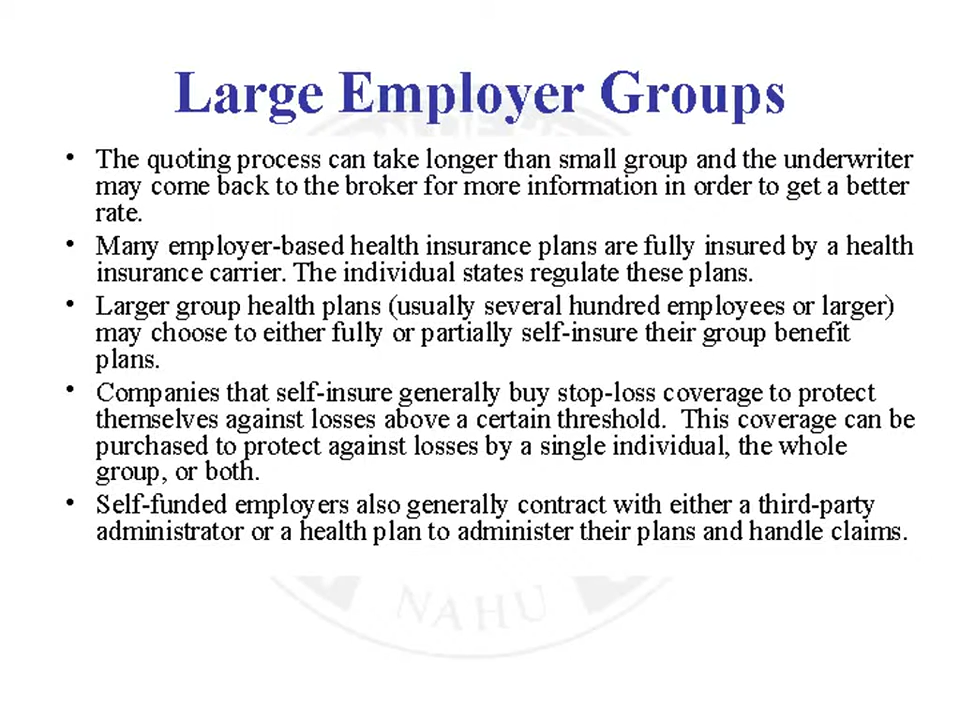 Large Employer Groups
• The quoting process can take longer than small group and the underwriter
may come back to the broker for more information in order to get a better
rate.
• Many employer-based health insurance plans are fully insured by a health
insurance carrier. The individual states regulate these plans.
• Larger group health plans (usually several hundred employees or larger)
may choose to either fully or partially self-insure their group benefit
plans.
• Companies that self-insure generally buy stop-loss coverage to protect
themselves against losses above a certain threshold.  This coverage can be
purchased to protect against losses by a single individual, the whole
group, or both.
• Self-funded employers also generally contract with either a third-party
administrator or a health plan to administer their plans and handle claims.
NAHU